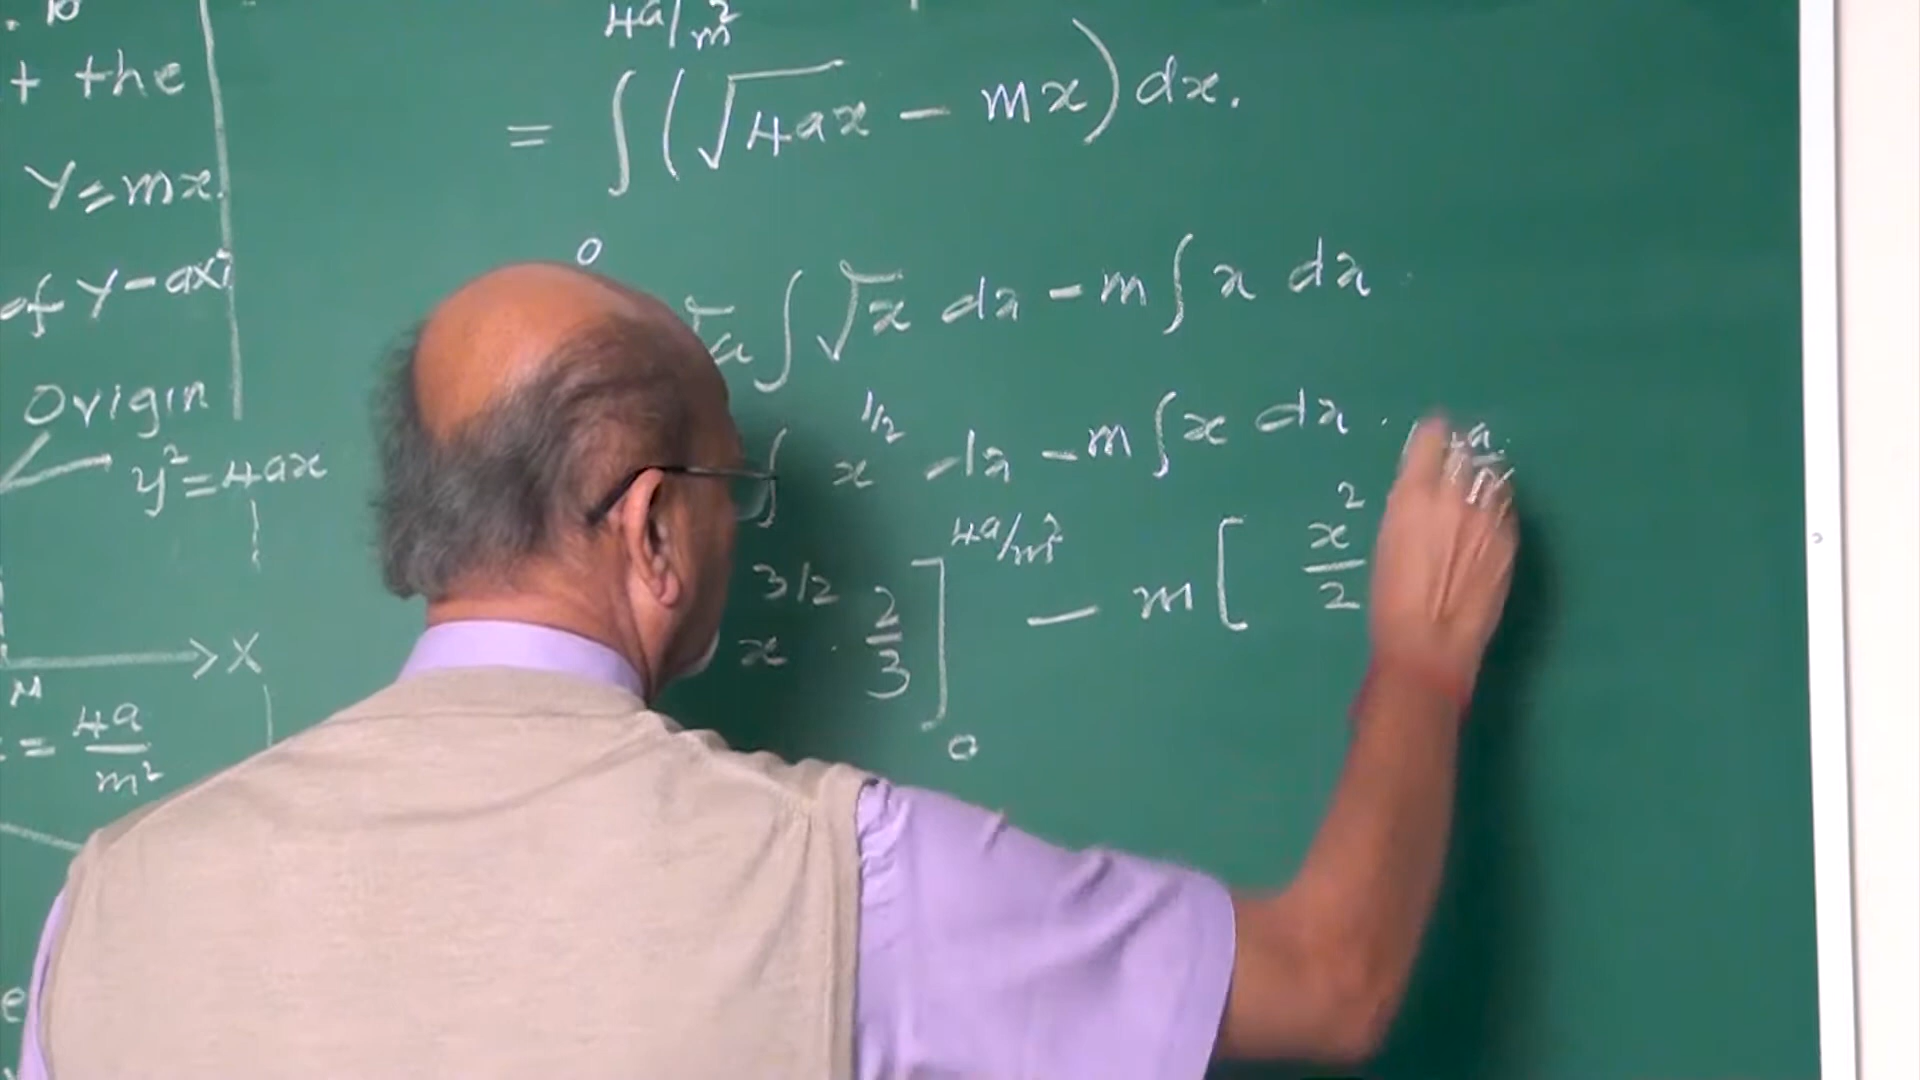 + the
Y=mx.
of Y-axi
Origin
y²=4ax
X
M
= 4a/m²
4a/m²
= ∫(√4ax - mx)dx.
0
a ∫√x dx - m∫x dx
∫ x^1/2 dx - m∫x dx.
x^3/2 · 2/3 ]_0^4a/m² - m[ x²/2